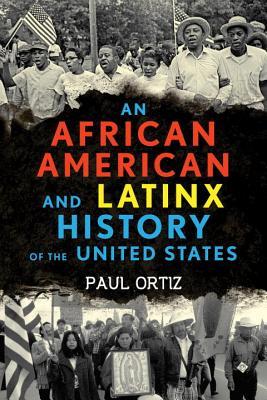 AN
AFRICAN
AMERICAN
AND LATINX
HISTORY
OF THE UNITED STATES
PAUL ORTIZ